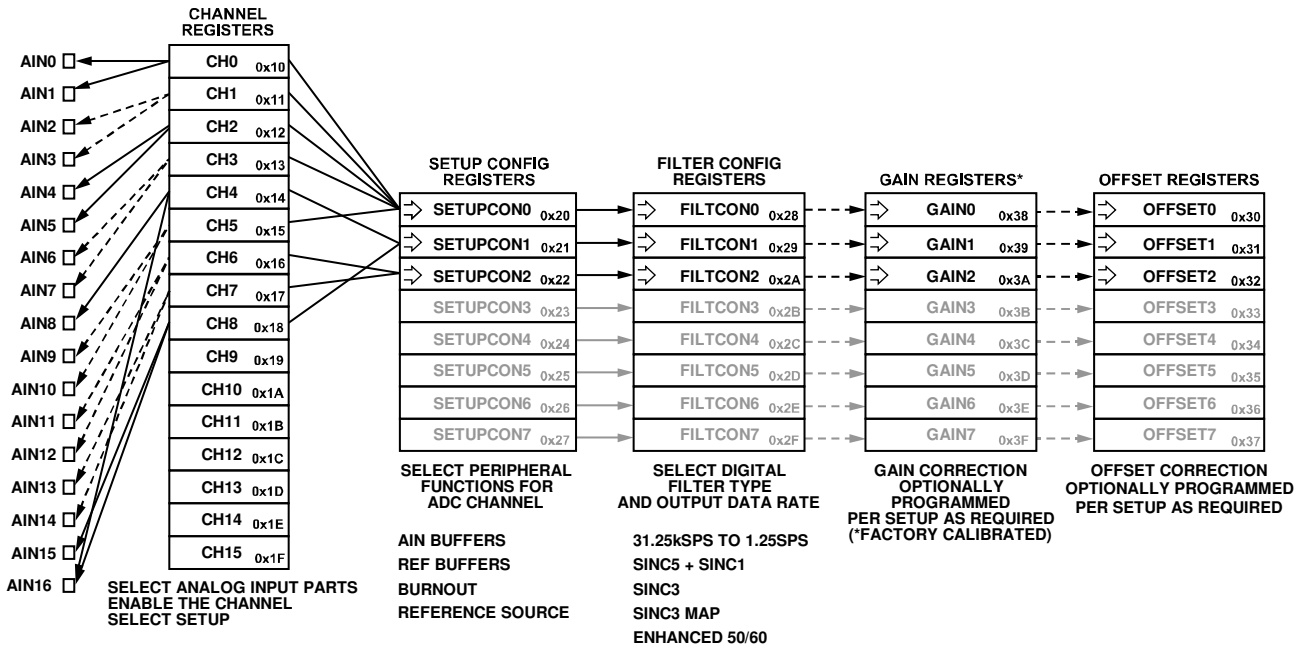 CHANNEL
REGISTERS
AIN0
AIN1
AIN2
AIN3
AIN4
AIN5
AIN6
AIN7
AIN8
AIN9
AIN10
AIN11
AIN12
AIN13
AIN14
AIN15
AIN16
CH0 0x10
CH1 0x11
CH2 0x12
CH3 0x13
CH4 0x14
CH5 0x15
CH6 0x16
CH7 0x17
CH8 0x18
CH9 0x19
CH10 0x1A
CH11 0x1B
CH12 0x1C
CH13 0x1D
CH14 0x1E
CH15 0x1F
SELECT ANALOG INPUT PARTS
ENABLE THE CHANNEL
SELECT SETUP
SETUP CONFIG
REGISTERS
SETUPCON0 0x20
SETUPCON1 0x21
SETUPCON2 0x22
SETUPCON3 0x23
SETUPCON4 0x24
SETUPCON5 0x25
SETUPCON6 0x26
SETUPCON7 0x27
SELECT PERIPHERAL
FUNCTIONS FOR
ADC CHANNEL
AIN BUFFERS
REF BUFFERS
BURNOUT
REFERENCE SOURCE
FILTER CONFIG
REGISTERS
FILTCON0 0x28
FILTCON1 0x29
FILTCON2 0x2A
FILTCON3 0x2B
FILTCON4 0x2C
FILTCON5 0x2D
FILTCON6 0x2E
FILTCON7 0x2F
SELECT DIGITAL
FILTER TYPE
AND OUTPUT DATA RATE
31.25kSPS TO 1.25SPS
SINC5 + SINC1
SINC3
SINC3 MAP
ENHANCED 50/60
GAIN REGISTERS*
GAIN0 0x38
GAIN1 0x39
GAIN2 0x3A
GAIN3 0x3B
GAIN4 0x3C
GAIN5 0x3D
GAIN6 0x3E
GAIN7 0x3F
GAIN CORRECTION
OPTIONALLY
PROGRAMMED
PER SETUP AS REQUIRED
(*FACTORY CALIBRATED)
OFFSET REGISTERS
OFFSET0 0x30
OFFSET1 0x31
OFFSET2 0x32
OFFSET3 0x33
OFFSET4 0x34
OFFSET5 0x35
OFFSET6 0x36
OFFSET7 0x37
OFFSET CORRECTION
OPTIONALLY PROGRAMMED
PER SETUP AS REQUIRED